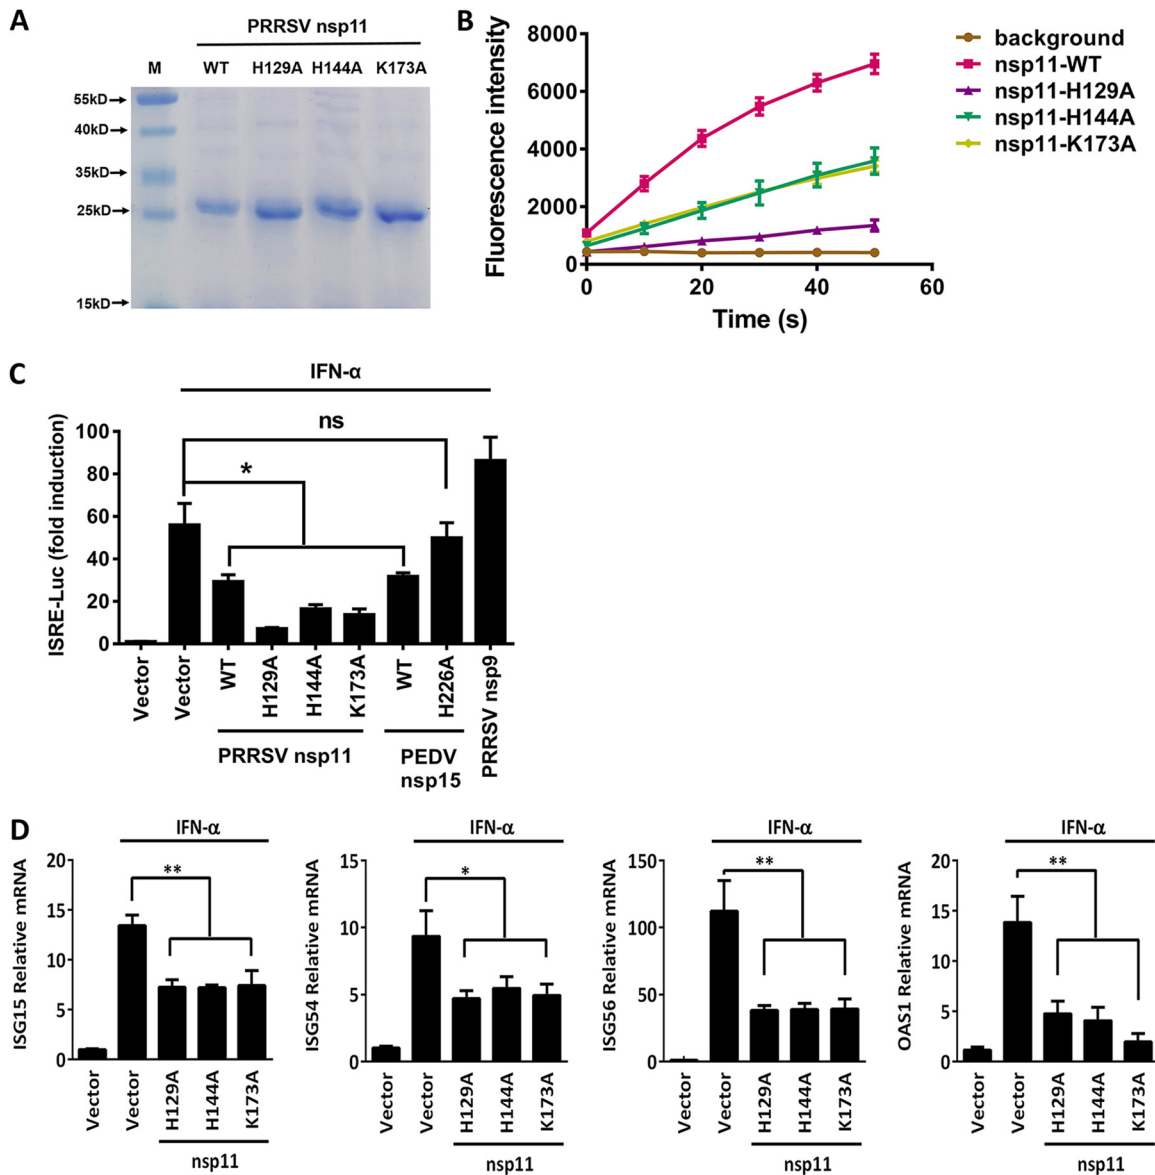 A
PRRSV nsp11
M WT H129A H144A K173A
55kD
40kD
35kD
25kD
15kD
B
Fluorescence intensity
8000
6000
4000
2000
0
0 20 40 60
Time (s)
background
nsp11-WT
nsp11-H129A
nsp11-H144A
nsp11-K173A
C
IFN-α
ISRE-Luc (fold induction)
100
80
60
40
20
0
ns
*
Vector Vector WT H129A H144A K173A WT H226A PRRSV nsp9
PRRSV nsp11
PEDV
nsp15
D
IFN-α
ISG15 Relative mRNA
20
15
10
5
0
**
Vector Vector H129A H144A K173A
nsp11
IFN-α
ISG54 Relative mRNA
15
10
5
0
*
Vector Vector H129A H144A K173A
nsp11
IFN-α
ISG56 Relative mRNA
150
100
50
0
**
Vector Vector H129A H144A K173A
nsp11
IFN-α
OAS1 Relative mRNA
20
15
10
5
0
**
Vector Vector H129A H144A K173A
nsp11